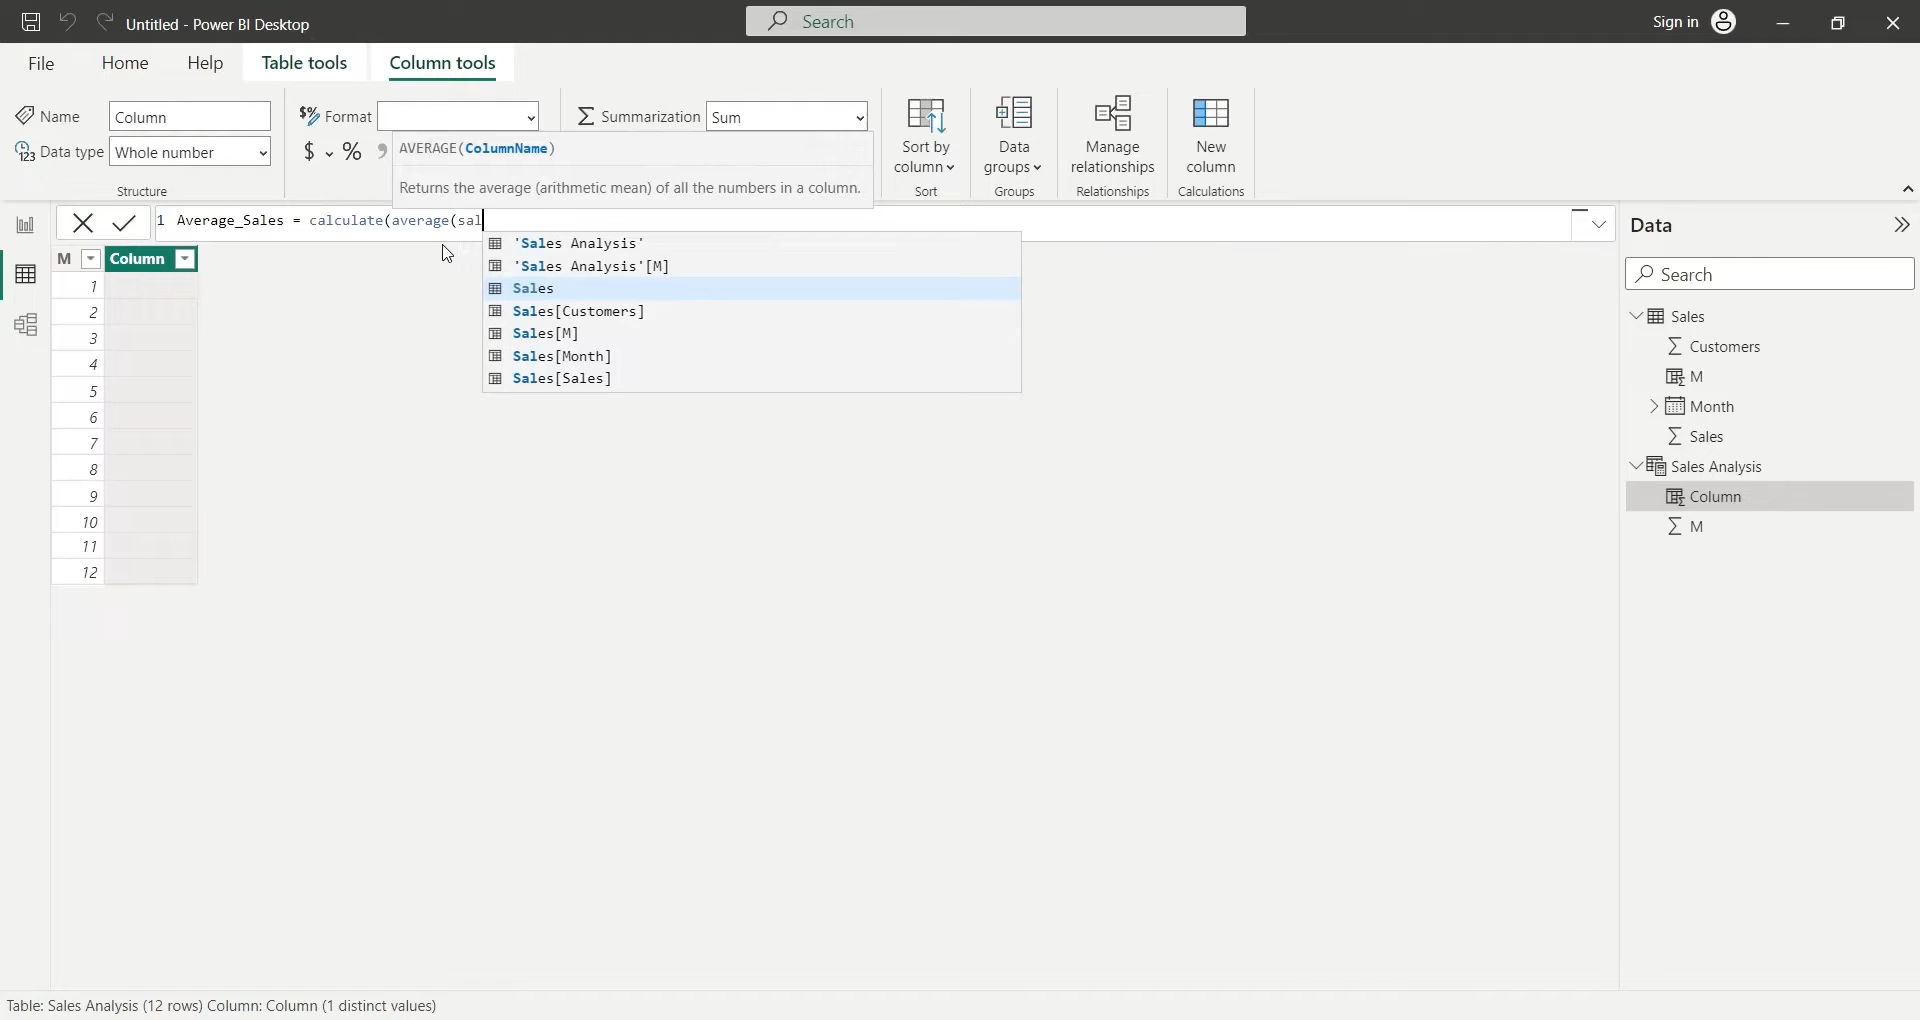 Untitled - Power BI Desktop
Search
Sign in
File
Home
Help
Table tools
Column tools
Name
Column
Format
Summarization
Sum
Data type
Whole number
$
%
Structure
AVERAGE(ColumnName)
Returns the average (arithmetic mean) of all the numbers in a column.
Sort by
column
Sort
Data
groups
Groups
Manage
relationships
Relationships
New
column
Calculations
1 Average_Sales = calculate(average(sal
'Sales Analysis'
'Sales Analysis'[M]
Sales
Sales[Customers]
Sales[M]
Sales[Month]
Sales[Sales]
M
Column
1
2
3
4
5
6
7
8
9
10
11
12
Data
Search
Sales
Customers
M
Month
Sales
Sales Analysis
Column
M
Table: Sales Analysis (12 rows) Column: Column (1 distinct values)